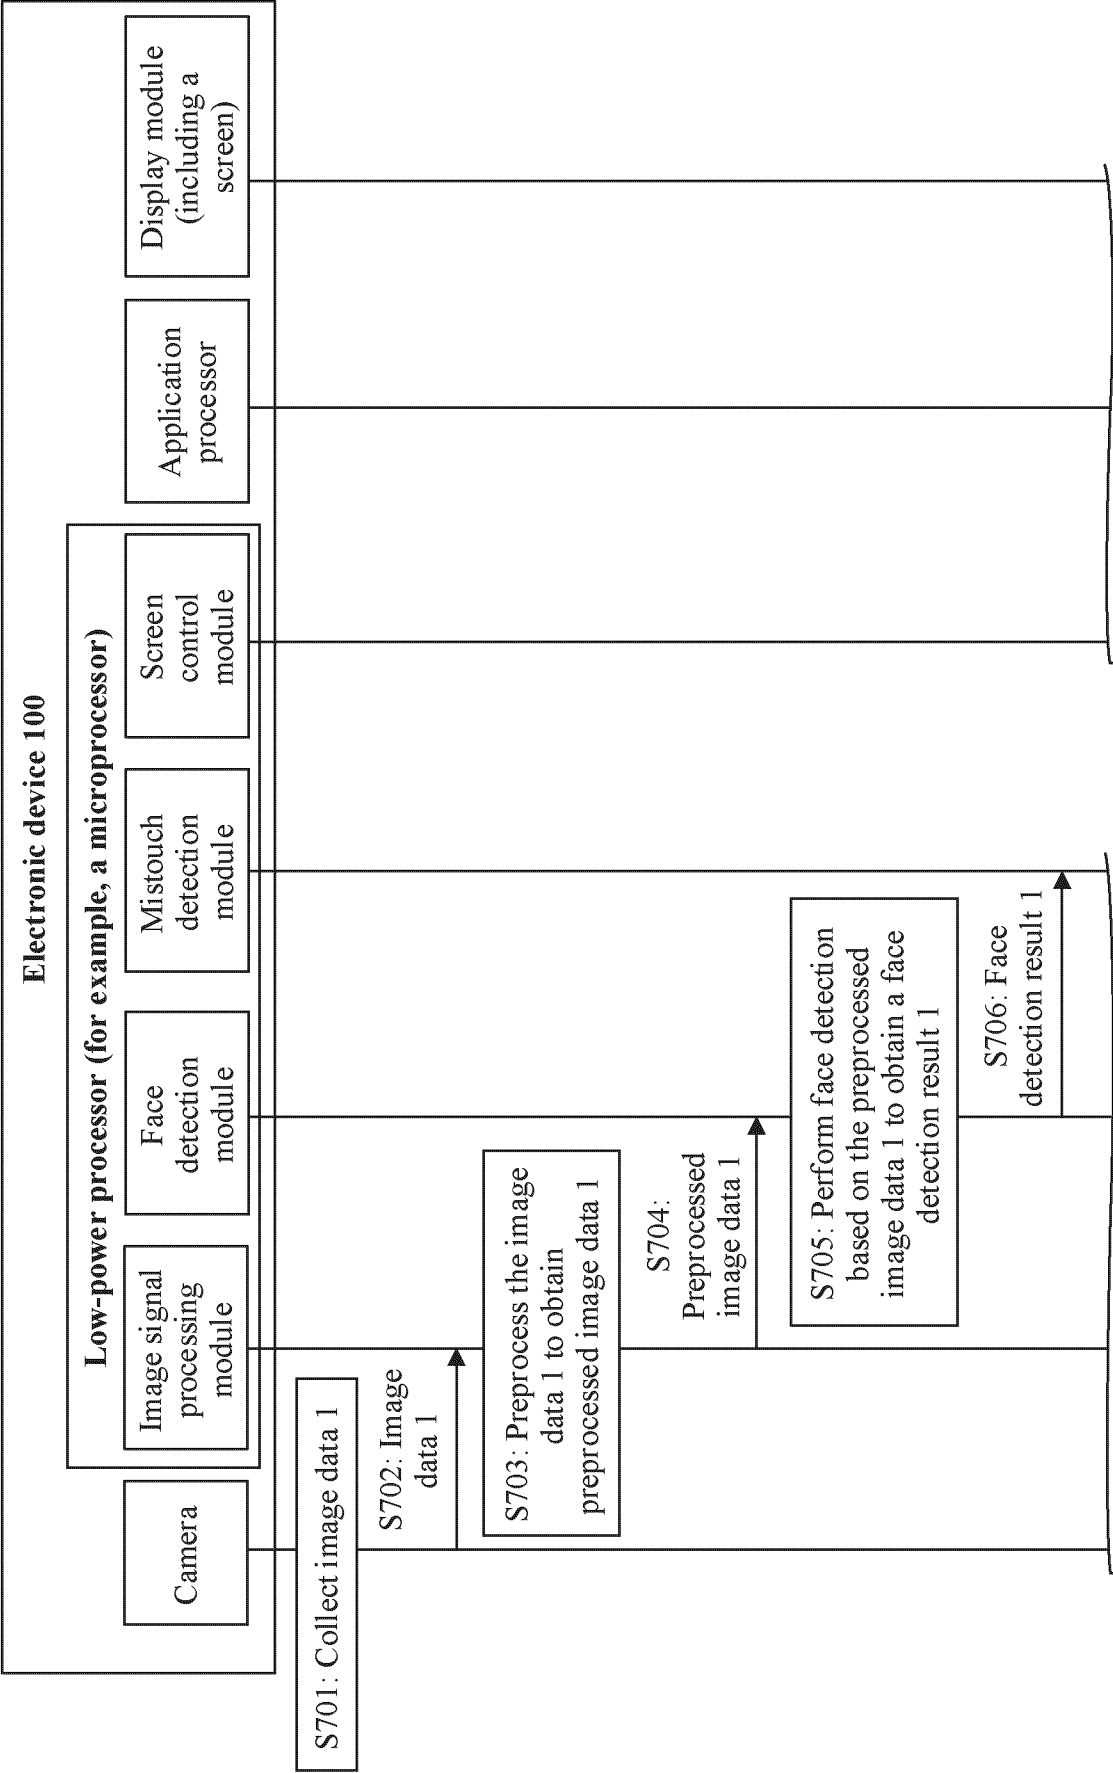 Electronic device 100
Low-power processor (for example, a microprocessor)
Camera
Image signal
processing
module
Face
detection
module
Mistouch
detection
module
Screen
control
module
Application
processor
Display module
(including a
screen)
S701: Collect image data 1
S702: Image
data 1
S703: Preprocess the image
data 1 to obtain
preprocessed image data 1
S704:
Preprocessed
image data 1
S705: Perform face detection
based on the preprocessed
image data 1 to obtain a face
detection result 1
S706: Face
detection result 1